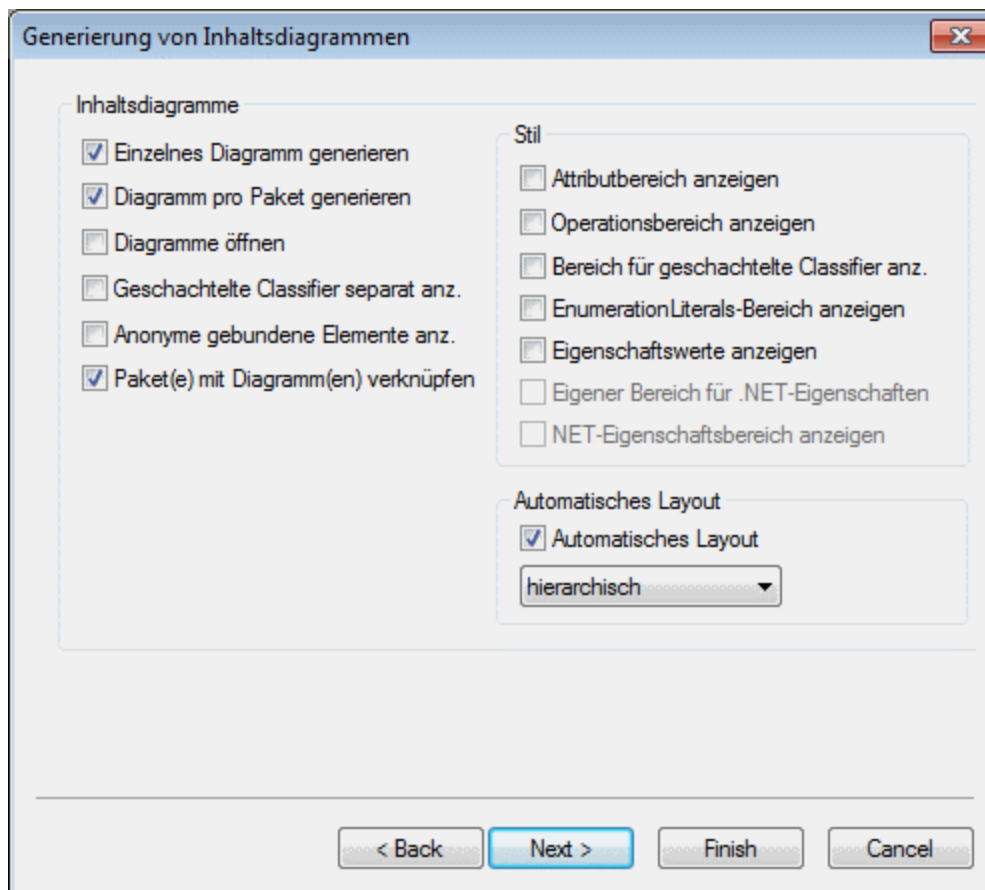 Generierung von Inhaltsdiagrammen
Inhaltsdiagramme
Einzelnes Diagramm generieren
Diagramm pro Paket generieren
Diagramme öffnen
Geschachtelte Classifier separat anz.
Anonyme gebundene Elemente anz.
Paket(e) mit Diagramm(en) verknüpfen
Stil
Attributbereich anzeigen
Operationsbereich anzeigen
Bereich für geschachtelte Classifier anz.
EnumerationLiterals-Bereich anzeigen
Eigenschaftswerte anzeigen
Eigener Bereich für .NET-Eigenschaften
NET-Eigenschaftsbereich anzeigen
Automatisches Layout
Automatisches Layout
hierarchisch
< Back
Next >
Finish
Cancel